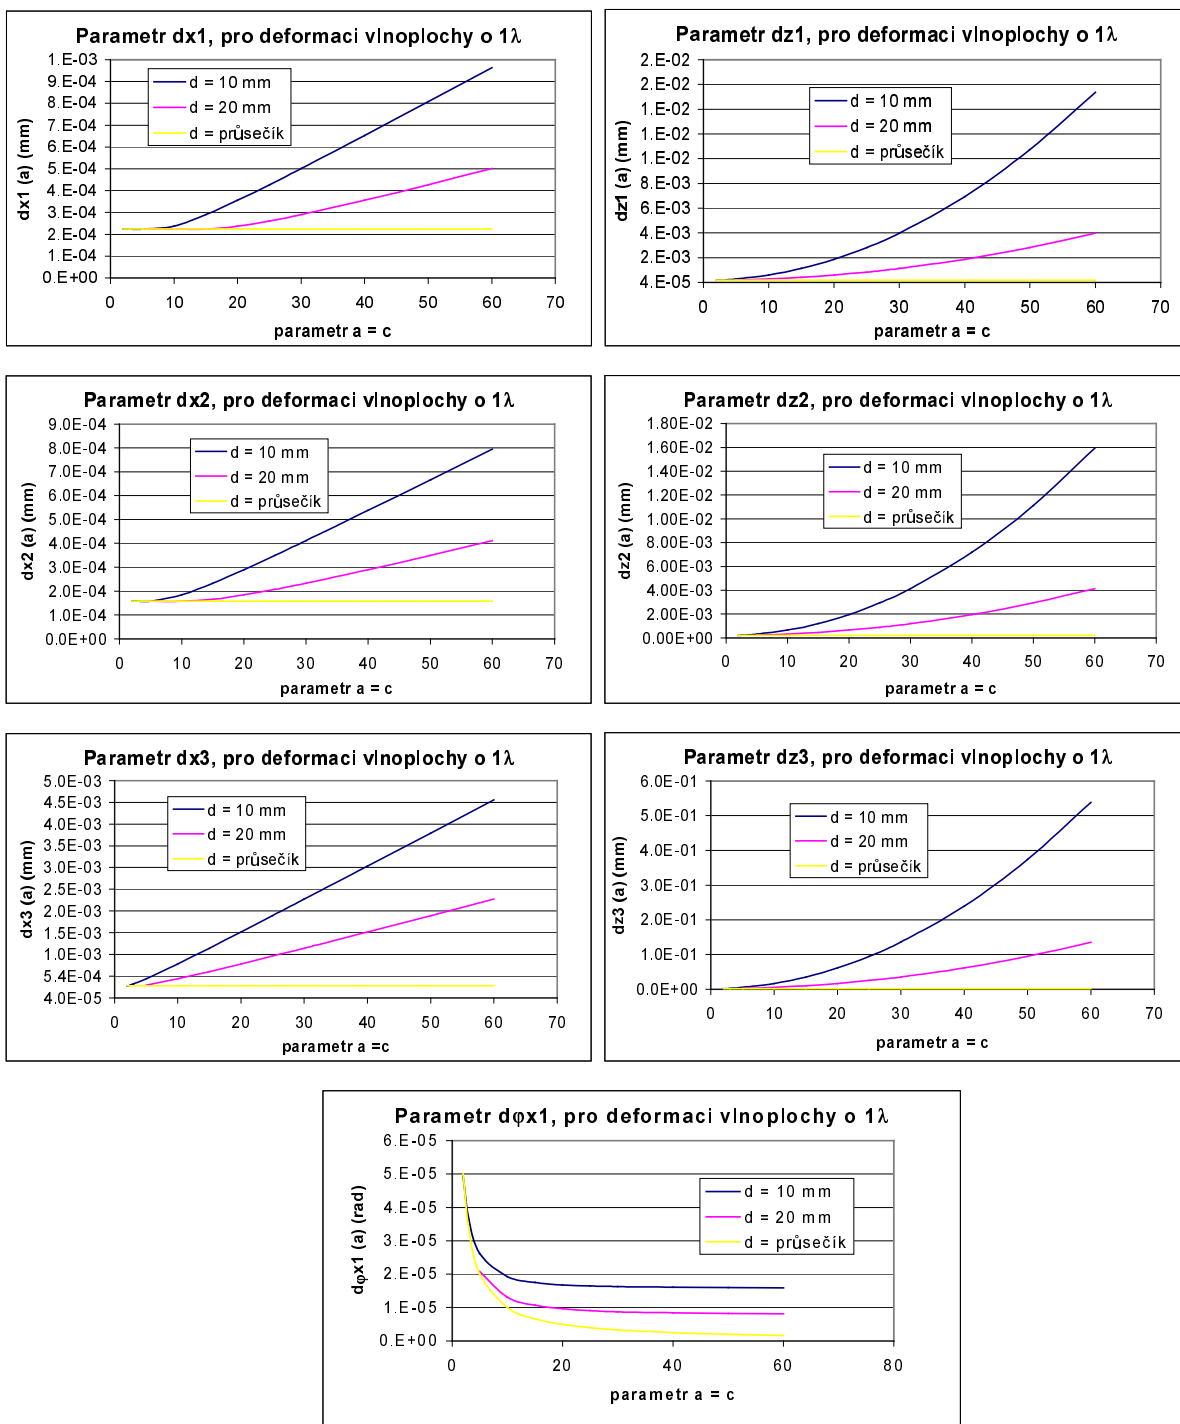 Parametr dx1, pro deformaci vlnoplochy o 1λ
dx1 (a) (mm)
1.E-03
9.E-04
8.E-04
7.E-04
6.E-04
5.E-04
4.E-04
3.E-04
2.E-04
1.E-04
0.E+00
d = 10 mm
d = 20 mm
d = průsečík
0 10 20 30 40 50 60 70
parametr a = c
Parametr dz1, pro deformaci vlnoplochy o 1λ
dz1 (a) (mm)
2.E-02
2.E-02
1.E-02
1.E-02
1.E-02
8.E-03
6.E-03
4.E-03
2.E-03
4.E-05
d = 10 mm
d = 20 mm
d = průsečík
0 10 20 30 40 50 60 70
parametr a = c
Parametr dx2, pro deformaci vlnoplochy o 1λ
dx2 (a) (mm)
9.0E-04
8.0E-04
7.0E-04
6.0E-04
5.0E-04
4.0E-04
3.0E-04
2.0E-04
1.0E-04
0.0E+00
d = 10 mm
d = 20 mm
d = průsečík
0 10 20 30 40 50 60 70
parametr a = c
Parametr dz2, pro deformaci vlnoplochy o 1λ
dz2 (a) (mm)
1.80E-02
1.60E-02
1.40E-02
1.20E-02
1.00E-02
8.00E-03
6.00E-03
4.00E-03
2.00E-03
0.00E+00
d = 10 mm
d = 20 mm
d = průsečík
0 10 20 30 40 50 60 70
parametr a = c
Parametr dx3, pro deformaci vlnoplochy o 1λ
dx3 (a) (mm)
5.0E-03
4.5E-03
4.0E-03
3.5E-03
3.0E-03
2.5E-03
2.0E-03
1.5E-03
1.0E-03
5.4E-04
4.0E-05
d = 10 mm
d = 20 mm
d = průsečík
0 10 20 30 40 50 60 70
parametr a =c
Parametr dz3, pro deformaci vlnoplochy o 1λ
dz3 (a) (mm)
6.0E-01
5.0E-01
4.0E-01
3.0E-01
2.0E-01
1.0E-01
0.0E+00
d = 10 mm
d = 20 mm
d = průsečík
0 10 20 30 40 50 60 70
parametr a = c
Parametr dφx1, pro deformaci vlnoplochy o 1λ
dφx1 (a) (rad)
6.E-05
5.E-05
4.E-05
3.E-05
2.E-05
1.E-05
0.E+00
d = 10 mm
d = 20 mm
d = průsečík
0 20 40 60 80
parametr a = c